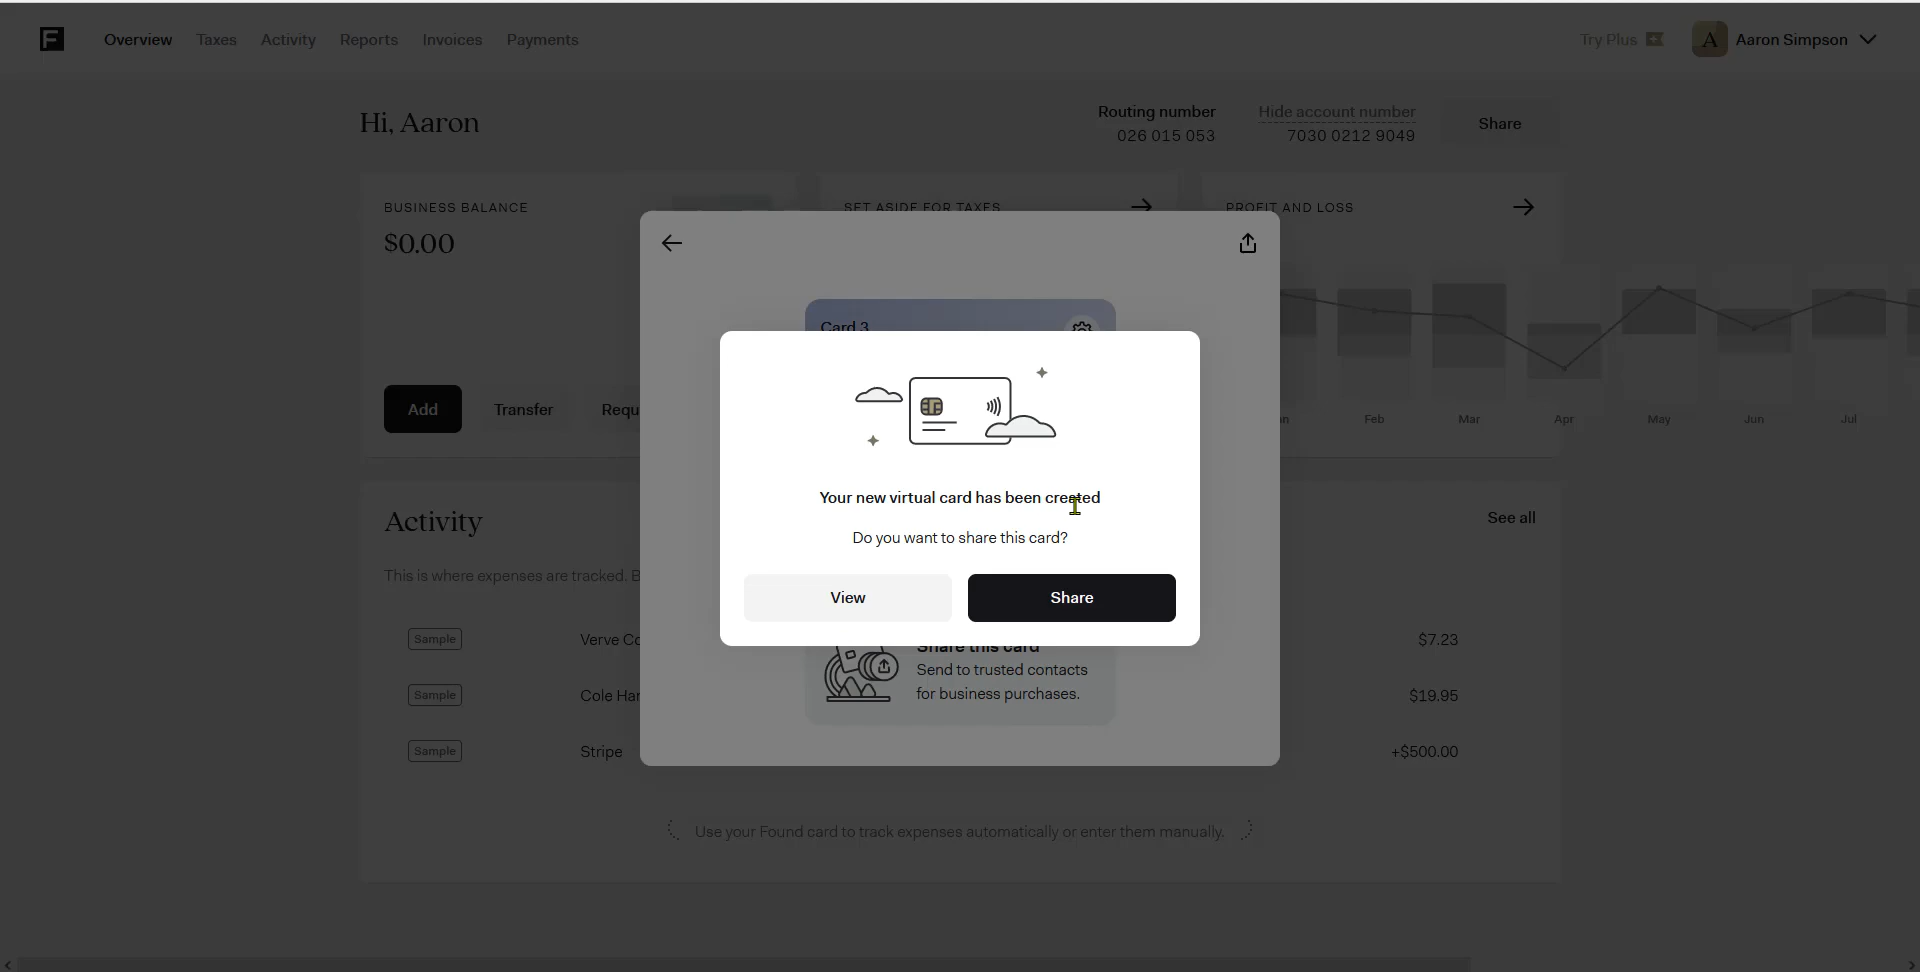 F
Overview
Taxes
Activity
Reports
Invoices
Payments
Try Plus
A
Aaron Simpson
Hi, Aaron
Routing number
026 015 053
Hide account number
7030 0212 9049
Share
BUSINESS BALANCE
$0.00
SET ASIDE FOR TAXES
PROFIT AND LOSS
Add
Transfer
Card 3
Feb
Mar
Apr
May
Jun
Jul
Your new virtual card has been created
Do you want to share this card?
View
Share
Share this card
Send to trusted contacts
for business purchases.
Activity
See all
This is where expenses are tracked.
Sample
$7.23
Sample
$19.95
Sample
Stripe
+$500.00
Use your Found card to track expenses automatically or enter them manually.